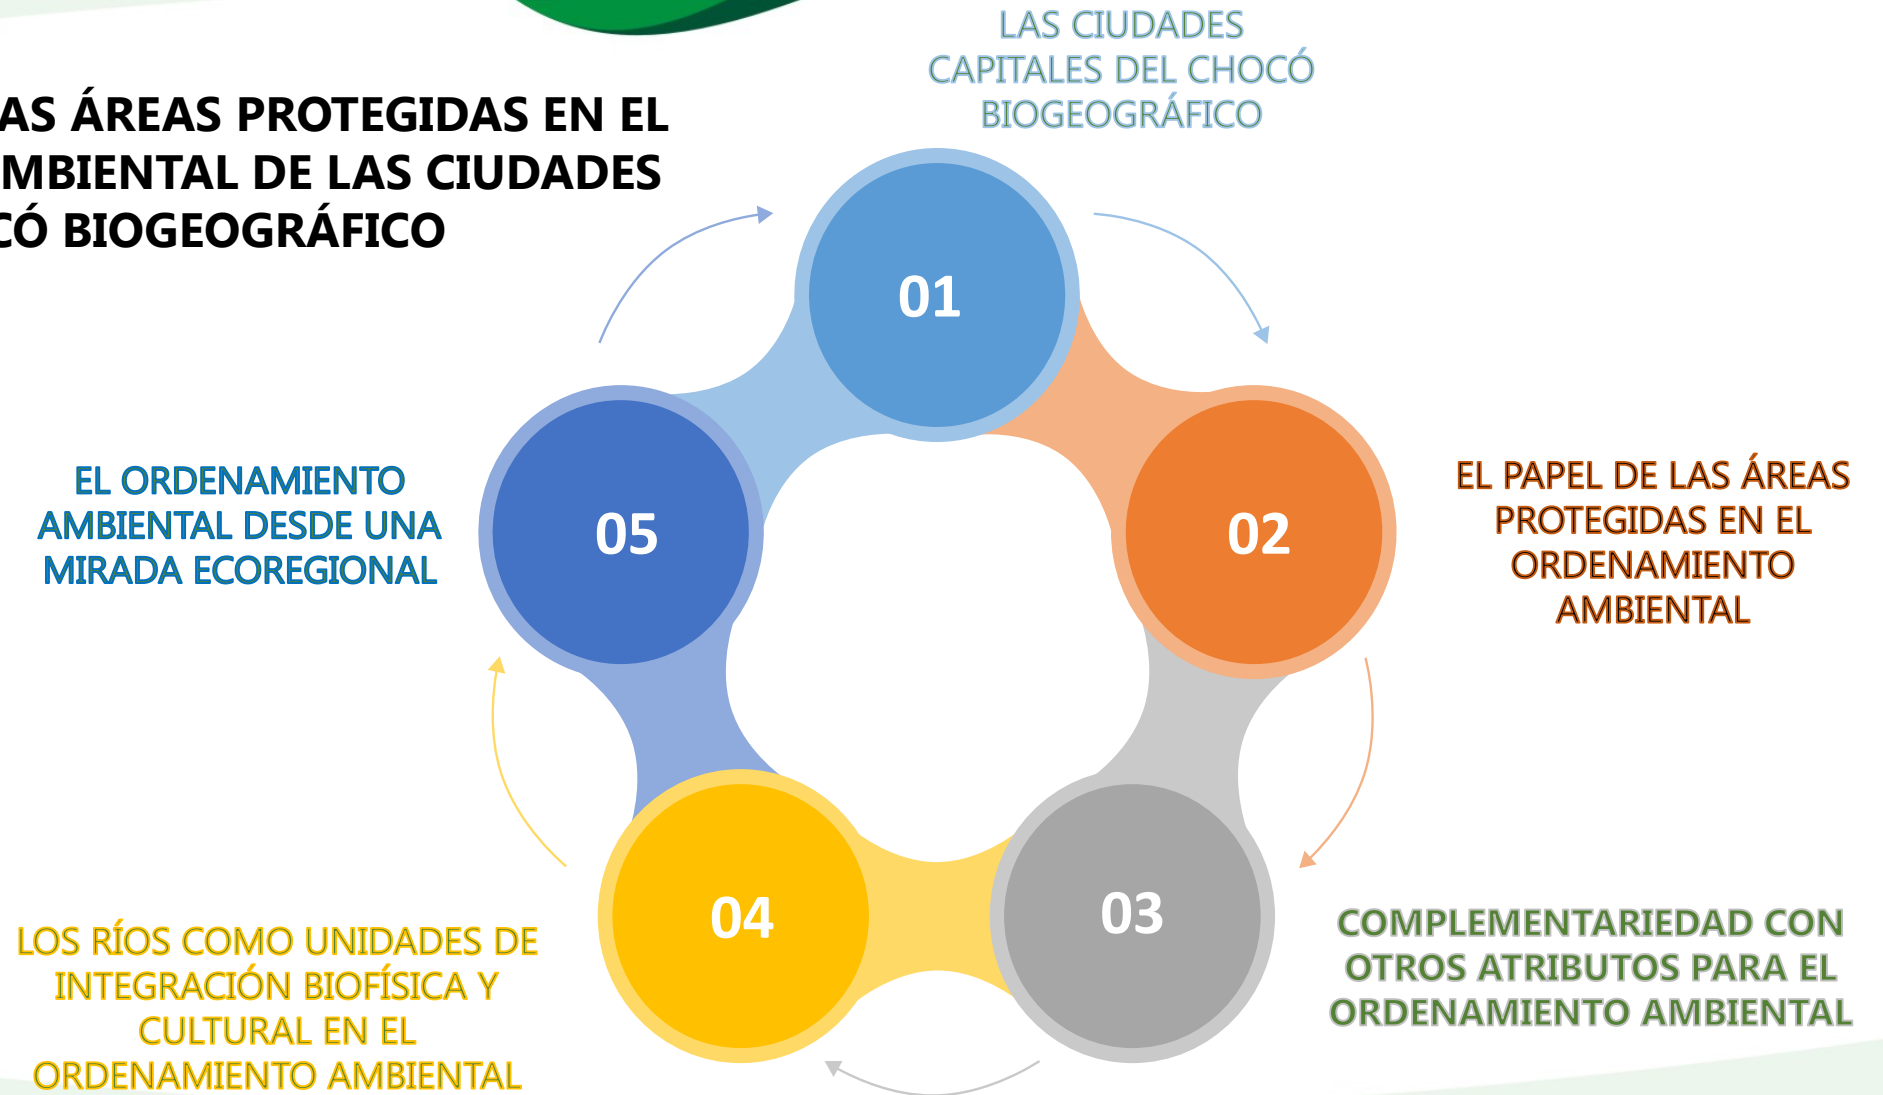 LAS CIUDADES
CAPITALES DEL CHOCÓ
BIOGEOGRÁFICO
AS ÁREAS PROTEGIDAS EN EL
MBIENTAL DE LAS CIUDADES
CÓ BIOGEOGRÁFICO
01
02
03
04
05
EL PAPEL DE LAS ÁREAS
PROTEGIDAS EN EL
ORDENAMIENTO
AMBIENTAL
COMPLEMENTARIEDAD CON
OTROS ATRIBUTOS PARA EL
ORDENAMIENTO AMBIENTAL
LOS RÍOS COMO UNIDADES DE
INTEGRACIÓN BIOFÍSICA Y
CULTURAL EN EL
ORDENAMIENTO AMBIENTAL
EL ORDENAMIENTO
AMBIENTAL DESDE UNA
MIRADA ECOREGIONAL